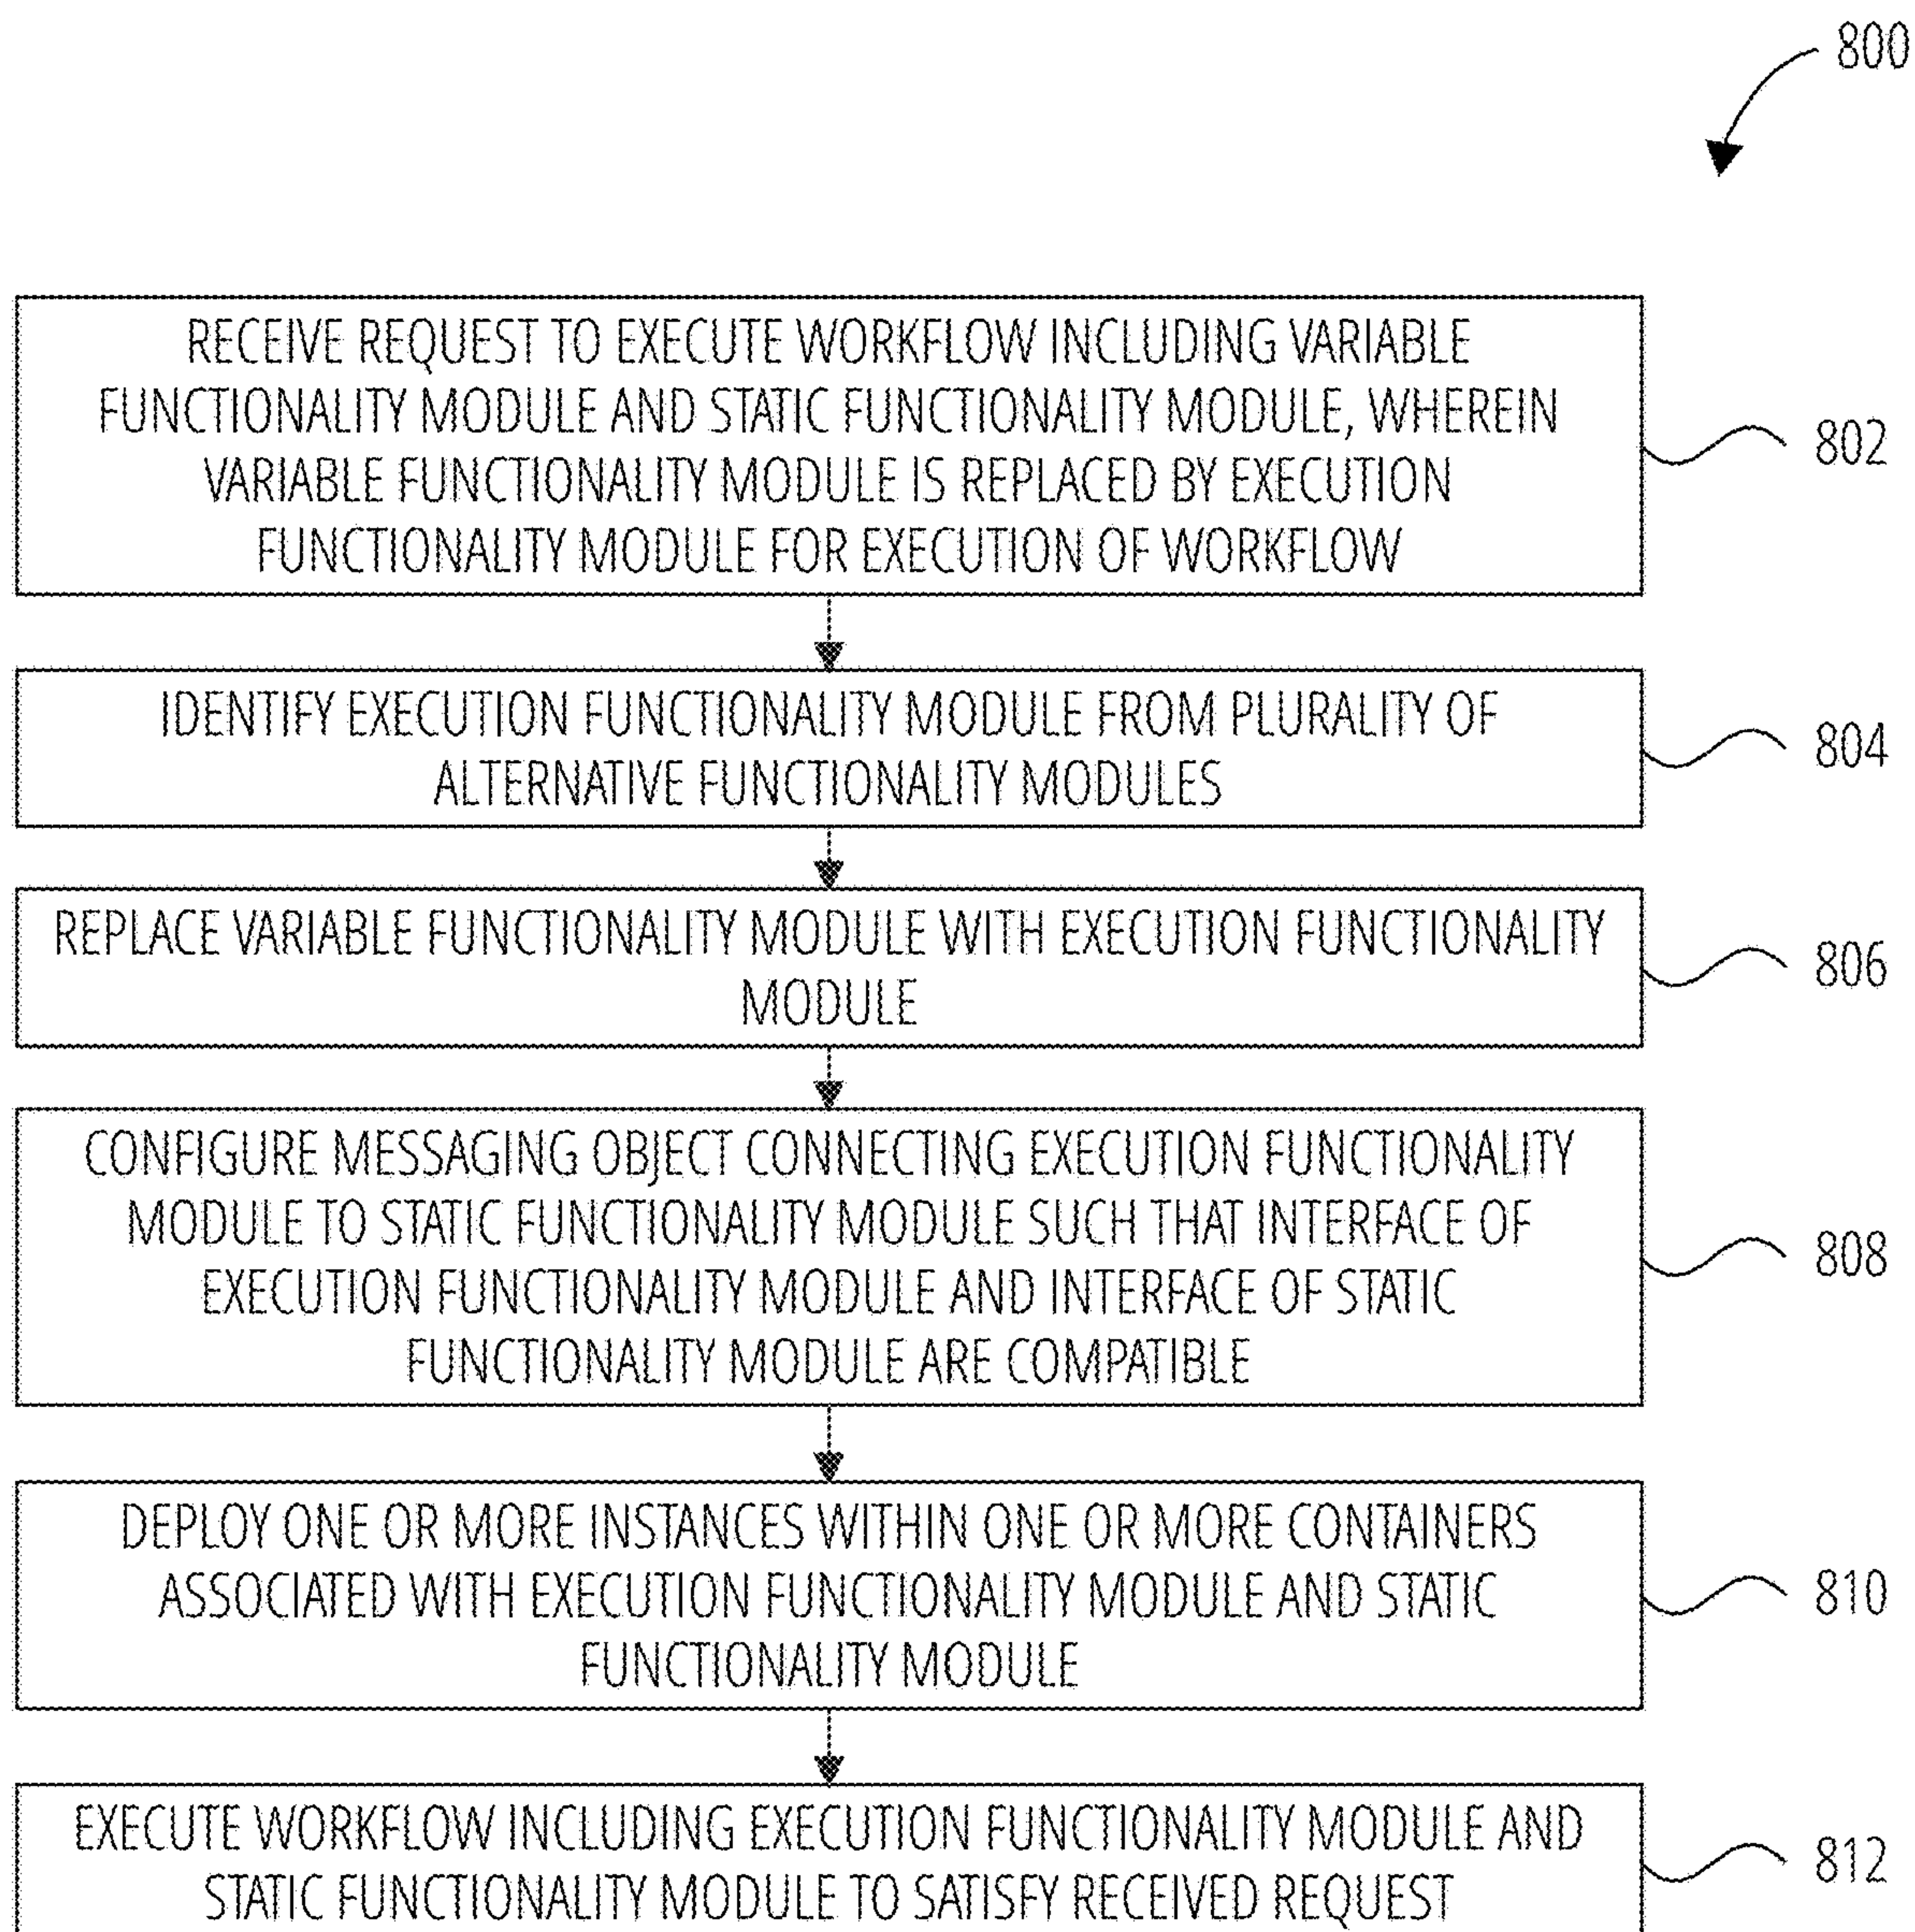 800
RECEIVE REQUEST TO EXECUTE WORKFLOW INCLUDING VARIABLE
FUNCTIONALITY MODULE AND STATIC FUNCTIONALITY MODULE, WHEREIN
VARIABLE FUNCTIONALITY MODULE IS REPLACED BY EXECUTION
FUNCTIONALITY MODULE FOR EXECUTION OF WORKFLOW
802
IDENTIFY EXECUTION FUNCTIONALITY MODULE FROM PLURALITY OF
ALTERNATIVE FUNCTIONALITY MODULES
804
REPLACE VARIABLE FUNCTIONALITY MODULE WITH EXECUTION FUNCTIONALITY
MODULE
806
CONFIGURE MESSAGING OBJECT CONNECTING EXECUTION FUNCTIONALITY
MODULE TO STATIC FUNCTIONALITY MODULE SUCH THAT INTERFACE OF
EXECUTION FUNCTIONALITY MODULE AND INTERFACE OF STATIC
FUNCTIONALITY MODULE ARE COMPATIBLE
808
DEPLOY ONE OR MORE INSTANCES WITHIN ONE OR MORE CONTAINERS
ASSOCIATED WITH EXECUTION FUNCTIONALITY MODULE AND STATIC
FUNCTIONALITY MODULE
810
EXECUTE WORKFLOW INCLUDING EXECUTION FUNCTIONALITY MODULE AND
STATIC FUNCTIONALITY MODULE TO SATISFY RECEIVED REQUEST
812